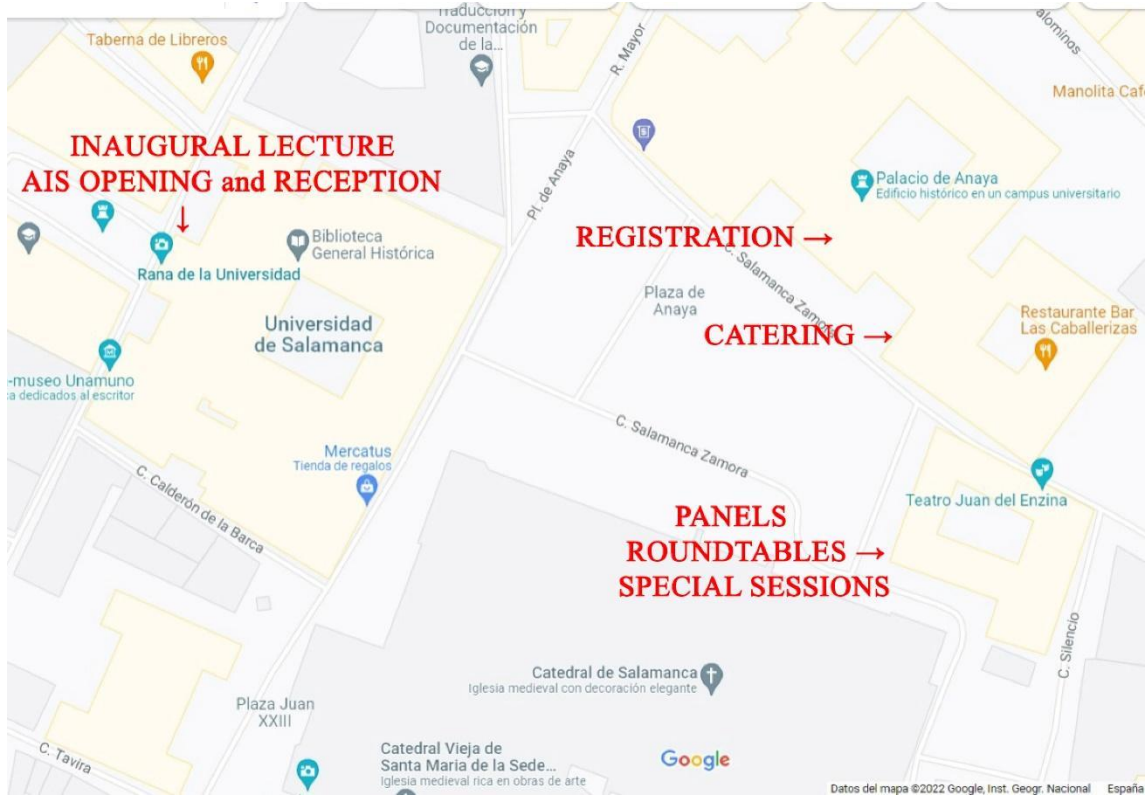 Traducción y
Documentación
de la...
Taberna de Libreros
R. Mayor
alominos
Manolita Caf
INAUGURAL LECTURE
AIS OPENING and RECEPTION
↓
Pl. de Anaya
Palacio de Anaya
Edificio histórico en un campus universitario
Biblioteca
General Histórica
REGISTRATION →
C. Salamanca Zamora
Rana de la Universidad
Plaza de
Anaya
Universidad
de Salamanca
CATERING →
Restaurante Bar
Las Caballerizas
-museo Unamuno
ca dedicados al escritor
C. Salamanca Zamora
Mercatus
Tienda de regalos
C. Calderón de la Barca
Teatro Juan del Enzina
PANELS
ROUNDTABLES →
SPECIAL SESSIONS
C. Silencio
Catedral de Salamanca
Iglesia medieval con decoración elegante
Plaza Juan
XXIII
C. Tavira
Catedral Vieja de
Santa Maria de la Sede...
Iglesia medieval rica en obras de arte
Google
Datos del mapa ©2022 Google, Inst. Geogr. Nacional España